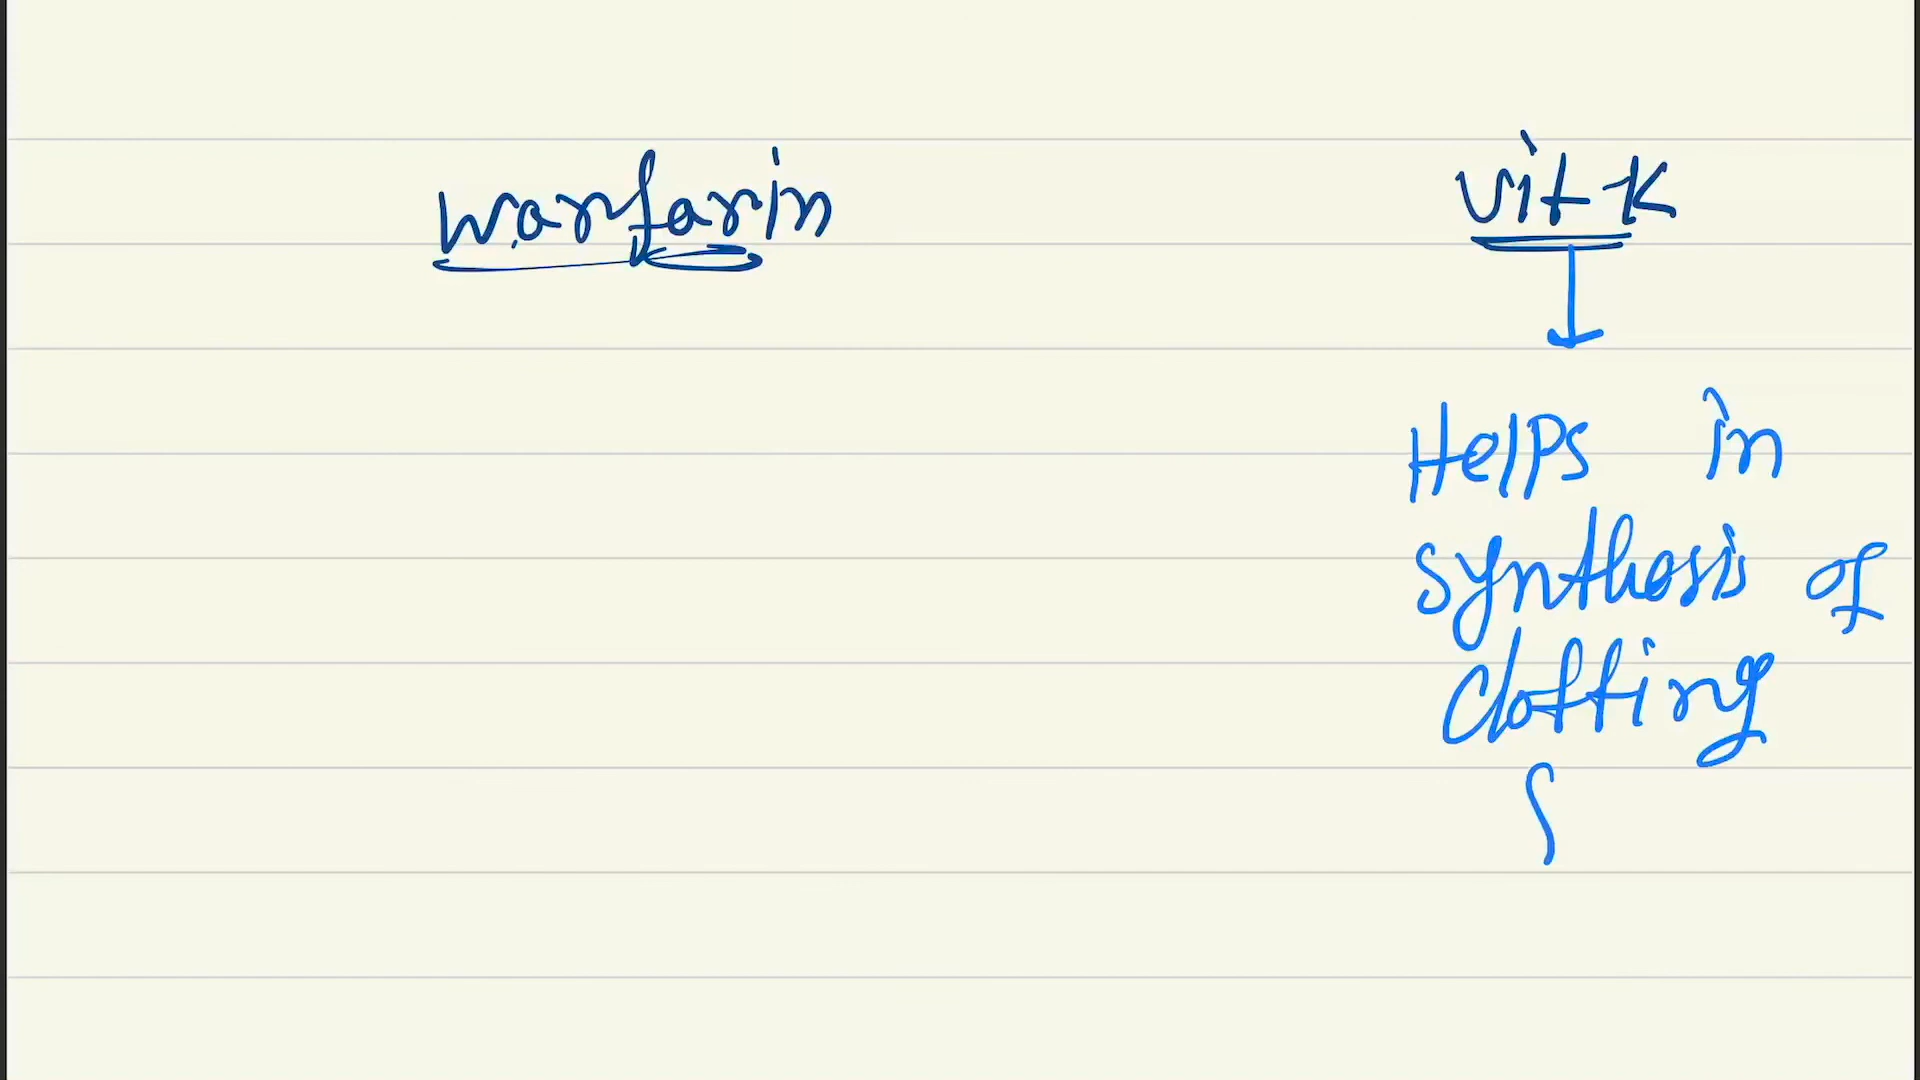 warfarin
vit K
Helps in
synthesis of
clotting